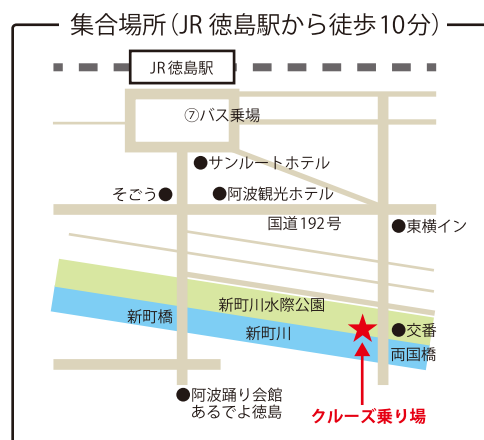 集合場所（JR 徳島駅から徒歩10分）
JR 徳島駅
⑦バス乗場
●サンルートホテル
そごう●
●阿波観光ホテル
国道192号
●東横イン
新町川水際公園
新町橋
新町川
●交番
両国橋
●阿波踊り会館
あるでよ徳島
クルーズ乗り場